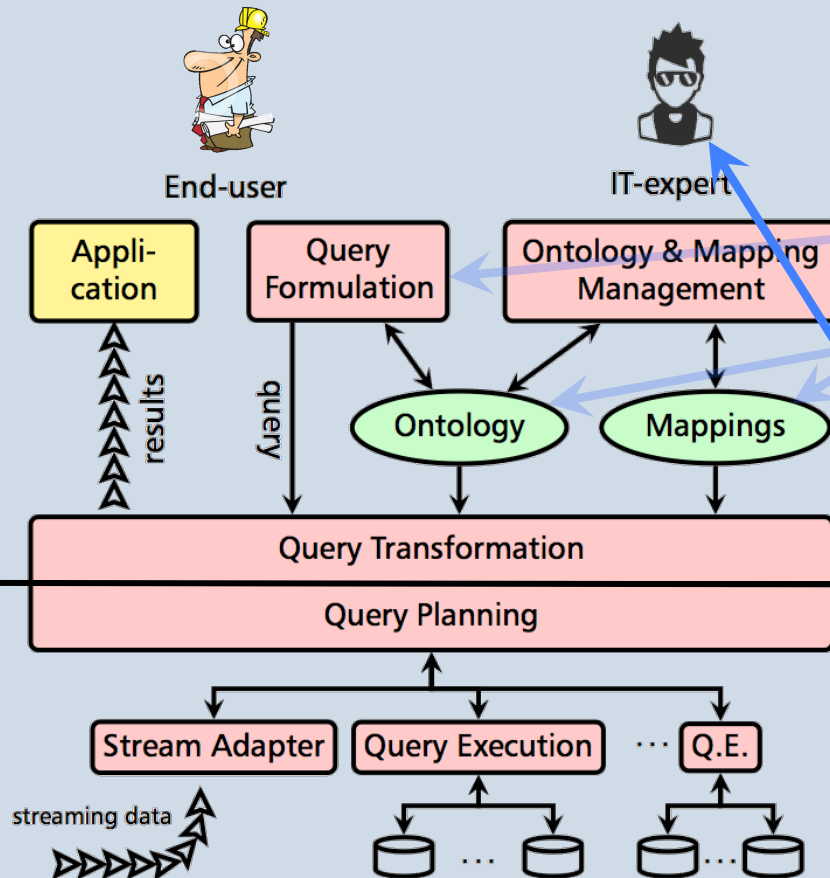 End-user
IT-expert
Appli-
cation
Query
Formulation
Ontology & Mapping
Management
results
query
Ontology
Mappings
Query Transformation
Query Planning
Stream Adapter
Query Execution
...
Q.E.
streaming data
...
...